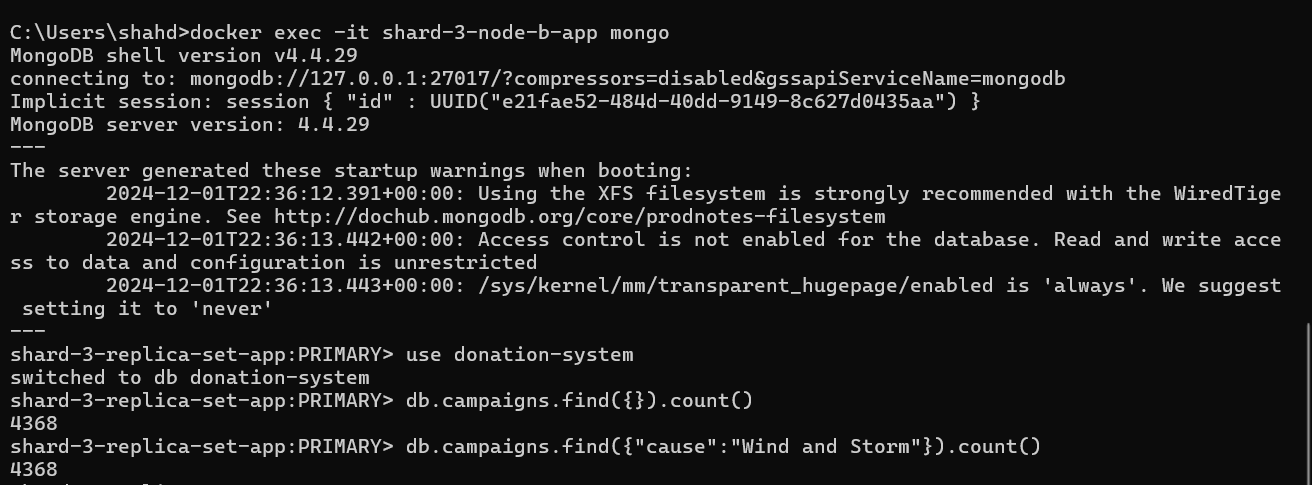 C:\Users\shahd>docker exec -it shard-3-node-b-app mongo
MongoDB shell version v4.4.29
connecting to: mongodb://127.0.0.1:27017/?compressors=disabled&gssapiServiceName=mongodb
Implicit session: session { "id" : UUID("e21fae52-484d-40dd-9149-8c627d0435aa") }
MongoDB server version: 4.4.29
---
The server generated these startup warnings when booting:
        2024-12-01T22:36:12.391+00:00: Using the XFS filesystem is strongly recommended with the WiredTige
r storage engine. See http://dochub.mongodb.org/core/prodnotes-filesystem
        2024-12-01T22:36:13.442+00:00: Access control is not enabled for the database. Read and write acce
ss to data and configuration is unrestricted
        2024-12-01T22:36:13.443+00:00: /sys/kernel/mm/transparent_hugepage/enabled is 'always'. We suggest
 setting it to 'never'
---
shard-3-replica-set-app:PRIMARY> use donation-system
switched to db donation-system
shard-3-replica-set-app:PRIMARY> db.campaigns.find({}).count()
4368
shard-3-replica-set-app:PRIMARY> db.campaigns.find({"cause":"Wind and Storm"}).count()
4368